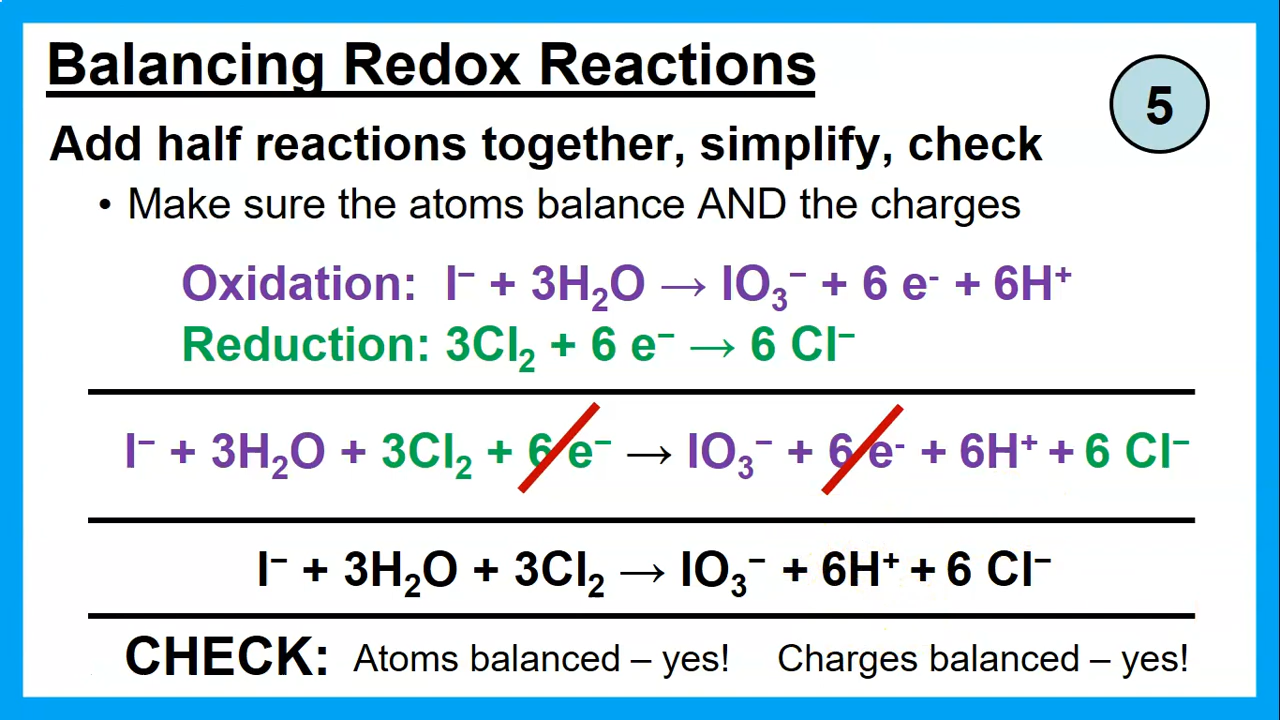 Balancing Redox Reactions
5
Add half reactions together, simplify, check
• Make sure the atoms balance AND the charges
Oxidation: I⁻ + 3H₂O → IO₃⁻ + 6 e⁻ + 6H⁺
Reduction: 3Cl₂ + 6 e⁻ → 6 Cl⁻
I⁻ + 3H₂O + 3Cl₂ + 6 e⁻ → IO₃⁻ + 6 e⁻ + 6H⁺ + 6 Cl⁻
I⁻ + 3H₂O + 3Cl₂ → IO₃⁻ + 6H⁺ + 6 Cl⁻
CHECK: Atoms balanced – yes! Charges balanced – yes!